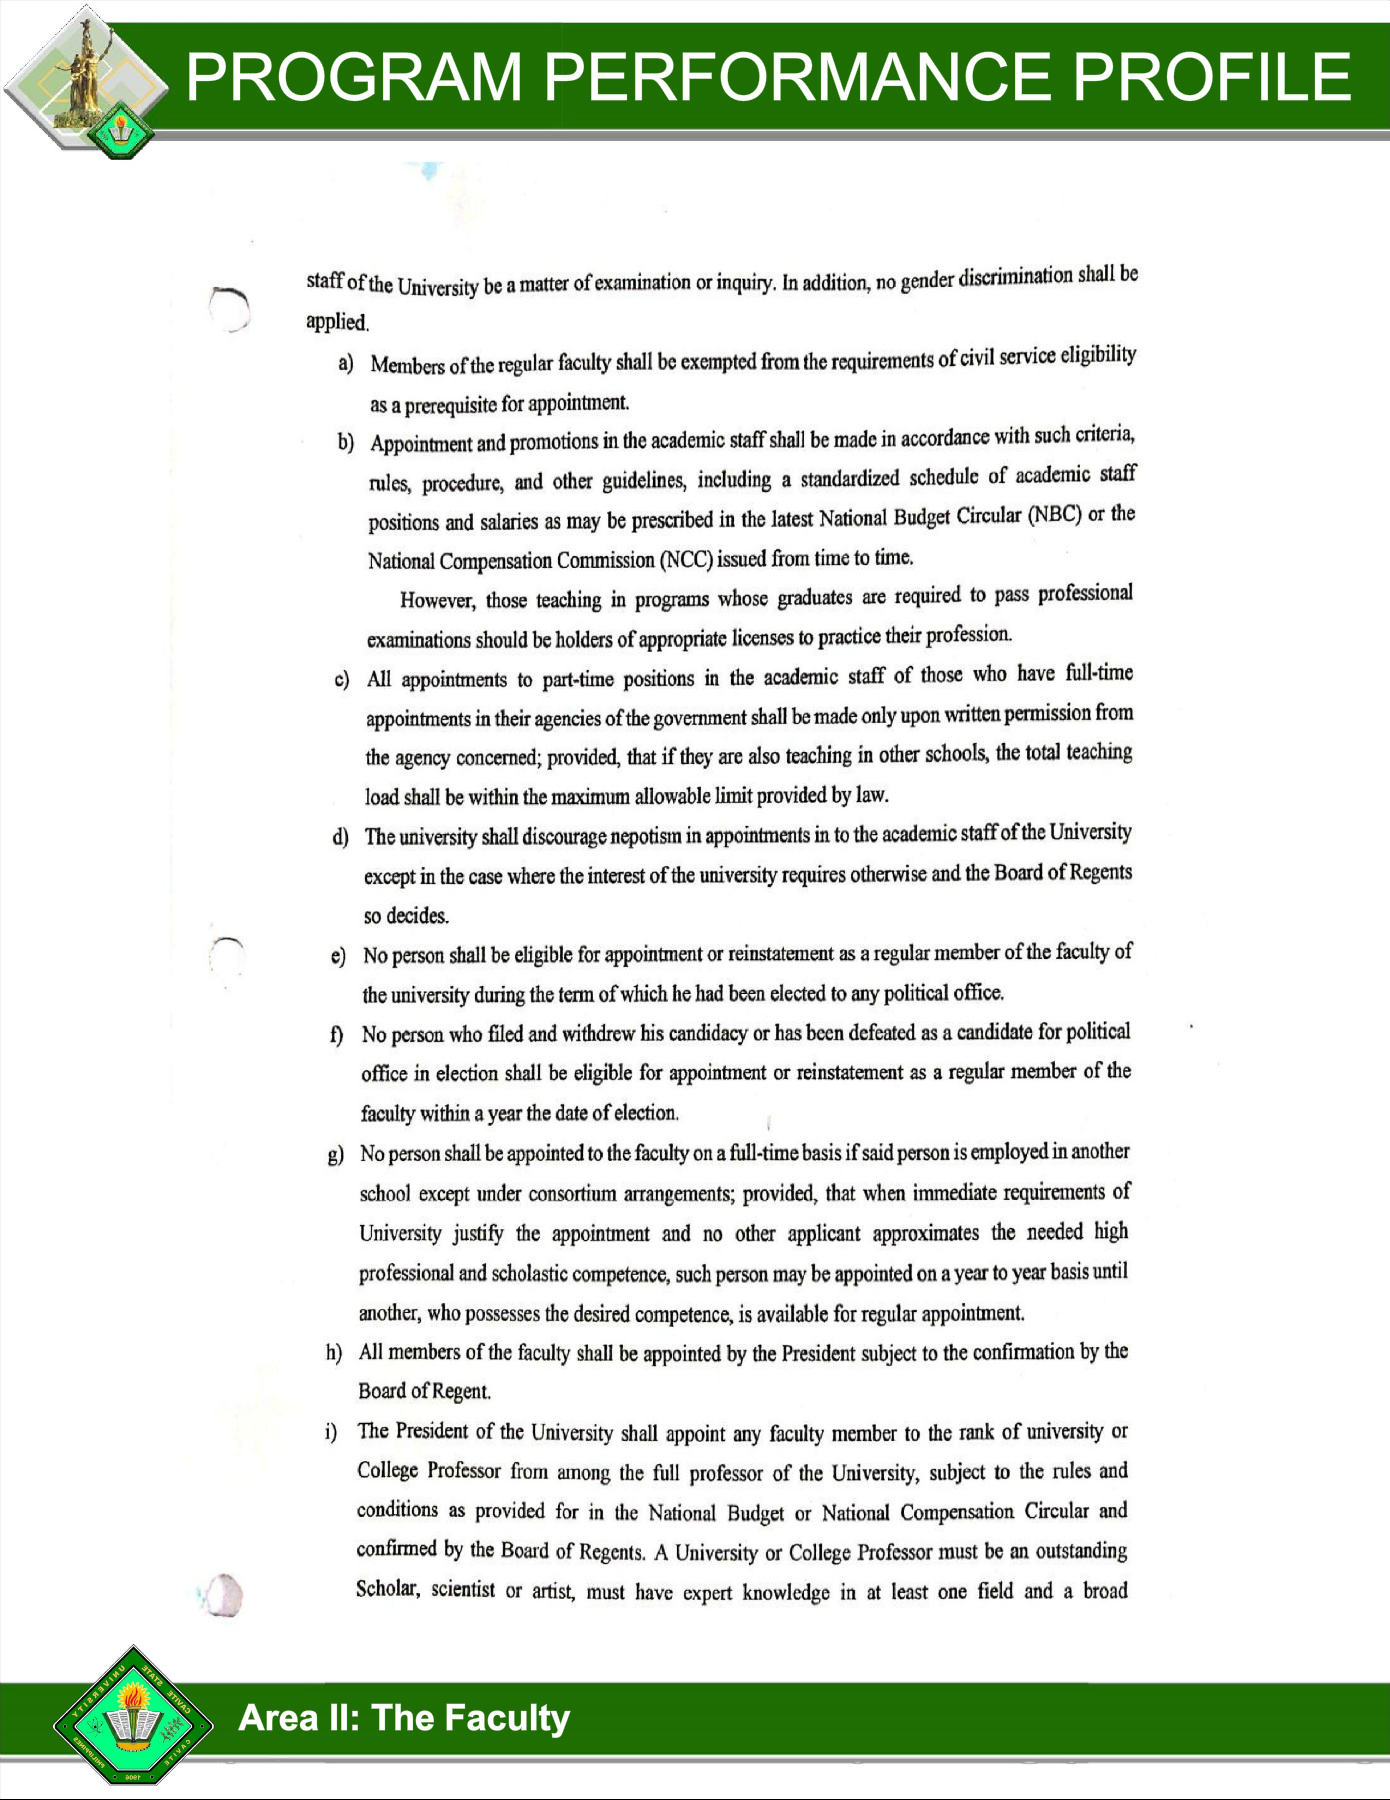 PROGRAM PERFORMANCE PROFILE
staff of the University be a matter of examination or inquiry. In addition, no gender discrimination shall be
applied.
a) Members of the regular faculty shall be exempted from the requirements of civil service eligibility
as a prerequisite for appointment.
b) Appointment and promotions in the academic staff shall be made in accordance with such criteria,
rules, procedure, and other guidelines, including a standardized schedule of academic staff
positions and salaries as may be prescribed in the latest National Budget Circular (NBC) or the
National Compensation Commission (NCC) issued from time to time.
However, those teaching in programs whose graduates are required to pass professional
examinations should be holders of appropriate licenses to practice their profession.
c) All appointments to part-time positions in the academic staff of those who have full-time
appointments in their agencies of the government shall be made only upon written permission from
the agency concerned; provided, that if they are also teaching in other schools, the total teaching
load shall be within the maximum allowable limit provided by law.
d) The university shall discourage nepotism in appointments in to the academic staff of the University
except in the case where the interest of the university requires otherwise and the Board of Regents
so decides.
e) No person shall be eligible for appointment or reinstatement as a regular member of the faculty of
the university during the term of which he had been elected to any political office.
f) No person who filed and withdrew his candidacy or has been defeated as a candidate for political
office in election shall be eligible for appointment or reinstatement as a regular member of the
faculty within a year the date of election.
g) No person shall be appointed to the faculty on a full-time basis if said person is employed in another
school except under consortium arrangements; provided, that when immediate requirements of
University justify the appointment and no other applicant approximates the needed high
professional and scholastic competence, such person may be appointed on a year to year basis until
another, who possesses the desired competence, is available for regular appointment.
h) All members of the faculty shall be appointed by the President subject to the confirmation by the
Board of Regent.
i) The President of the University shall appoint any faculty member to the rank of university or
College Professor from among the full professor of the University, subject to the rules and
conditions as provided for in the National Budget or National Compensation Circular and
confirmed by the Board of Regents. A University or College Professor must be an outstanding
Scholar, scientist or artist, must have expert knowledge in at least one field and a broad
CAVITE STATE UNIVERSITY
CAVITE
PHILIPPINES
1906
Area II: The Faculty